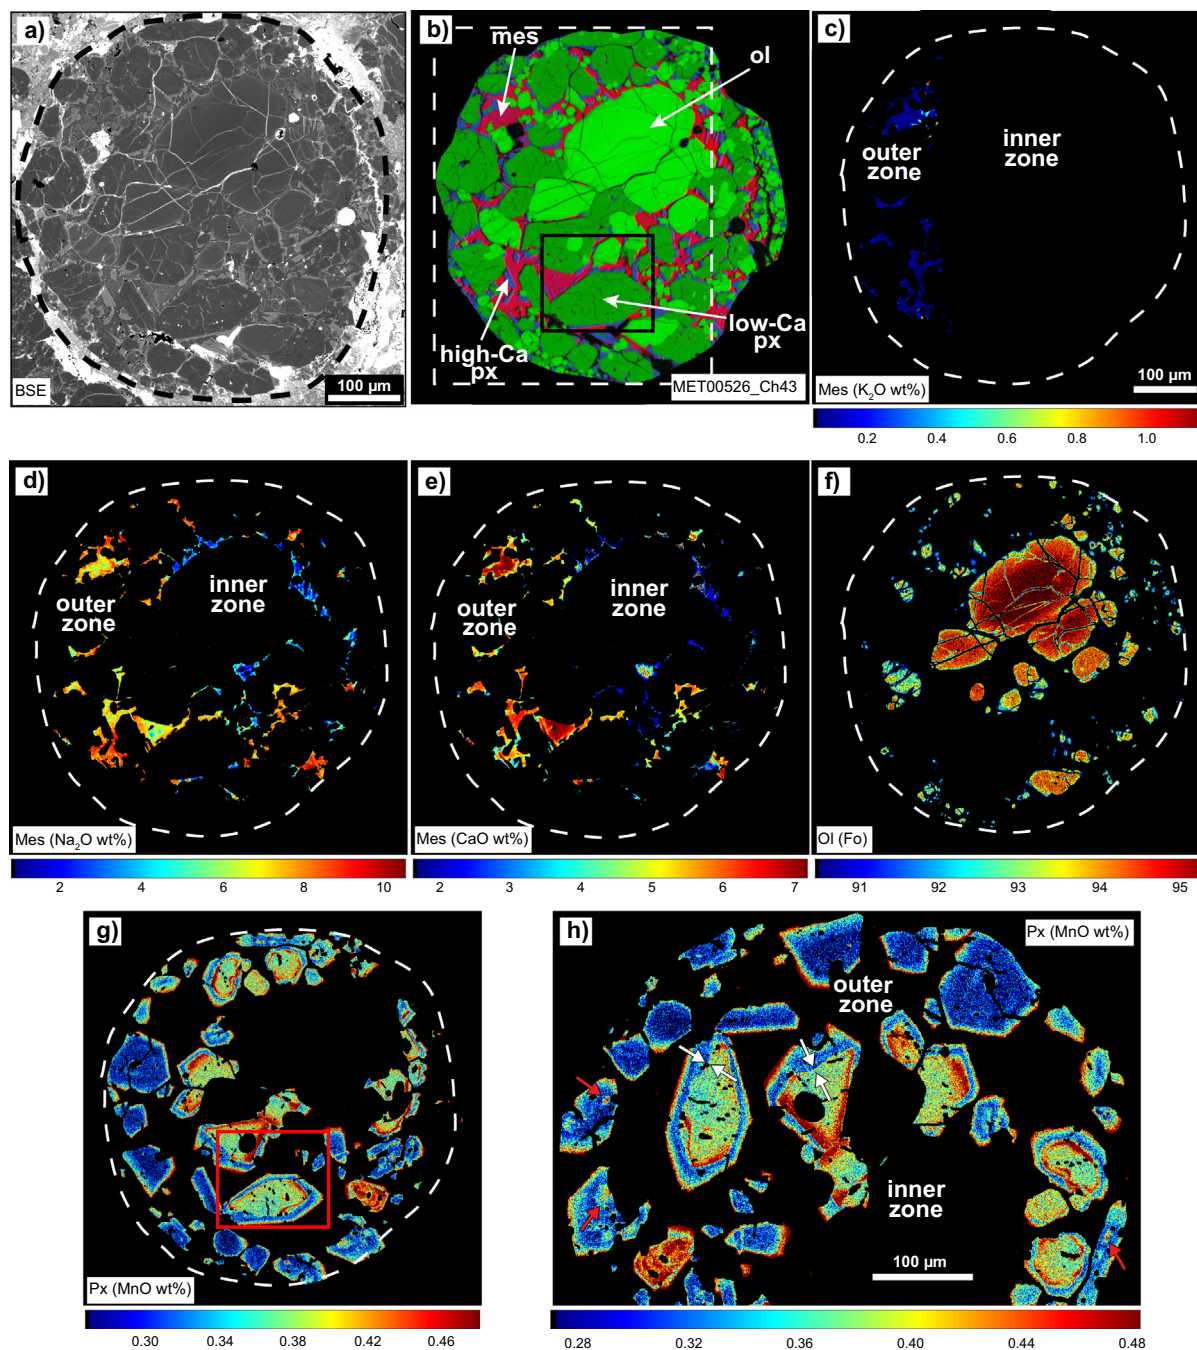 a)
BSE
100 µm
b)
mes
ol
low-Ca
px
high-Ca
px
MET00526_Ch43
c)
outer
zone
inner
zone
Mes (K₂O wt%)
100 µm
0.2 0.4 0.6 0.8 1.0
d)
outer
zone
inner
zone
Mes (Na₂O wt%)
2 4 6 8 10
e)
outer
zone
inner
zone
Mes (CaO wt%)
2 3 4 5 6 7
f)
Ol (Fo)
91 92 93 94 95
g)
Px (MnO wt%)
0.30 0.34 0.38 0.42 0.46
h)
Px (MnO wt%)
outer
zone
inner
zone
100 µm
0.28 0.32 0.36 0.40 0.44 0.48